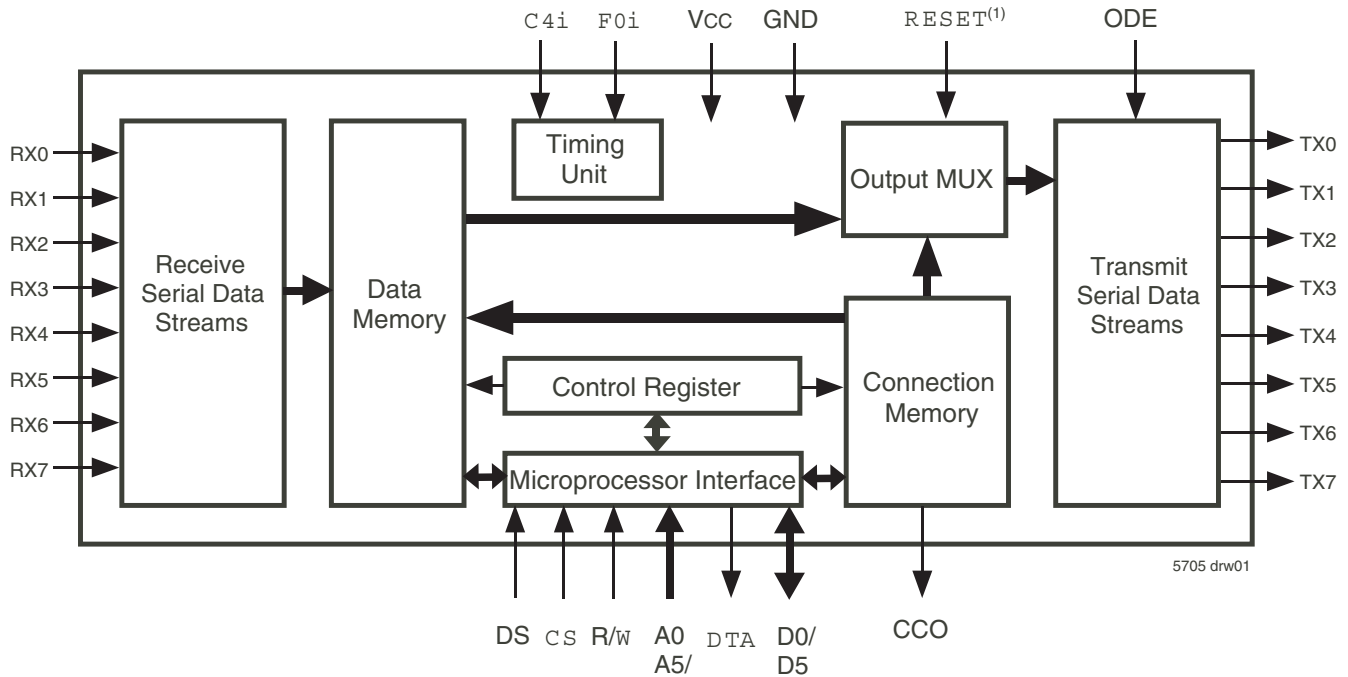 C4i F0i VCC GND RESET(1) ODE
RX0
RX1
RX2
RX3
RX4
RX5
RX6
RX7
Receive
Serial Data
Streams
Data
Memory
Timing
Unit
Output MUX
Control Register
Microprocessor Interface
Connection
Memory
Transmit
Serial Data
Streams
TX0
TX1
TX2
TX3
TX4
TX5
TX6
TX7
5705 drw01
DS CS R/W A0 DTA D0/ CCO
A5/ D5